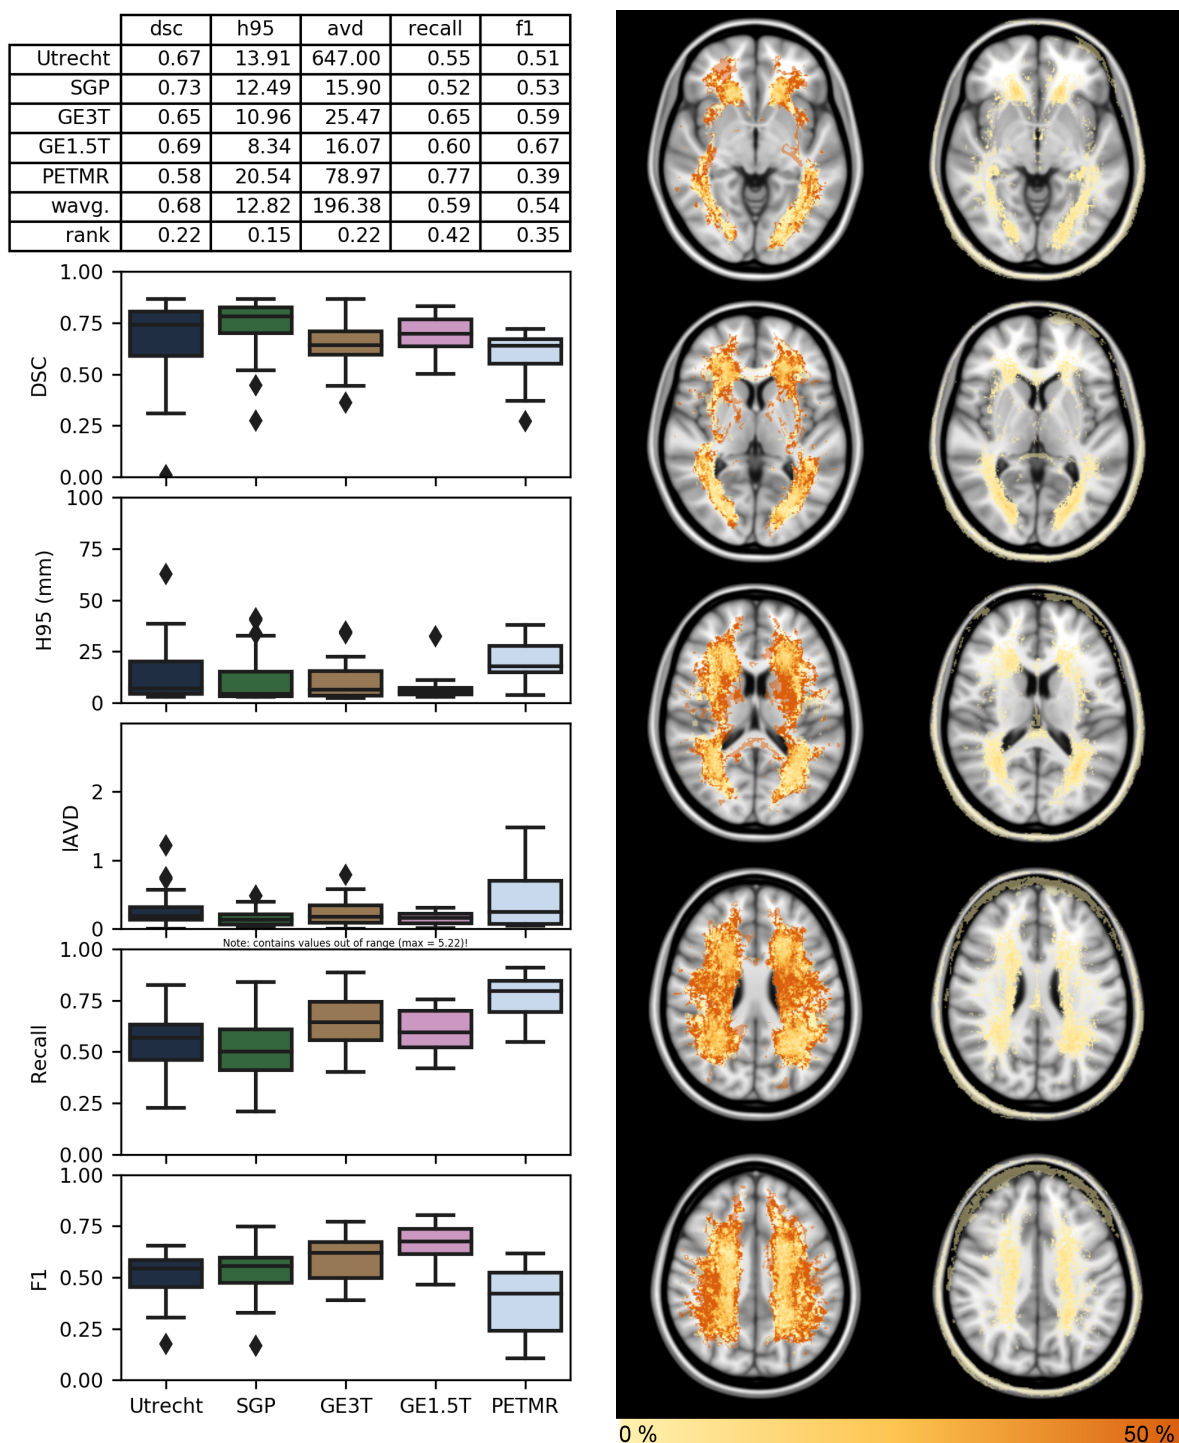 dsc h95 avd recall f1
Utrecht 0.67 13.91 647.00 0.55 0.51
SGP 0.73 12.49 15.90 0.52 0.53
GE3T 0.65 10.96 25.47 0.65 0.59
GE1.5T 0.69 8.34 16.07 0.60 0.67
PETMR 0.58 20.54 78.97 0.77 0.39
wavg. 0.68 12.82 196.38 0.59 0.54
rank 0.22 0.15 0.22 0.42 0.35
1.00
0.75
0.50
0.25
0.00
DSC
100
75
50
25
0
H95 (mm)
2
1
0
lAVD
Note: contains values out of range (max = 5.22)!
1.00
0.75
0.50
0.25
0.00
Recall
1.00
0.75
0.50
0.25
0.00
F1
Utrecht SGP GE3T GE1.5T PETMR
0 % 50 %